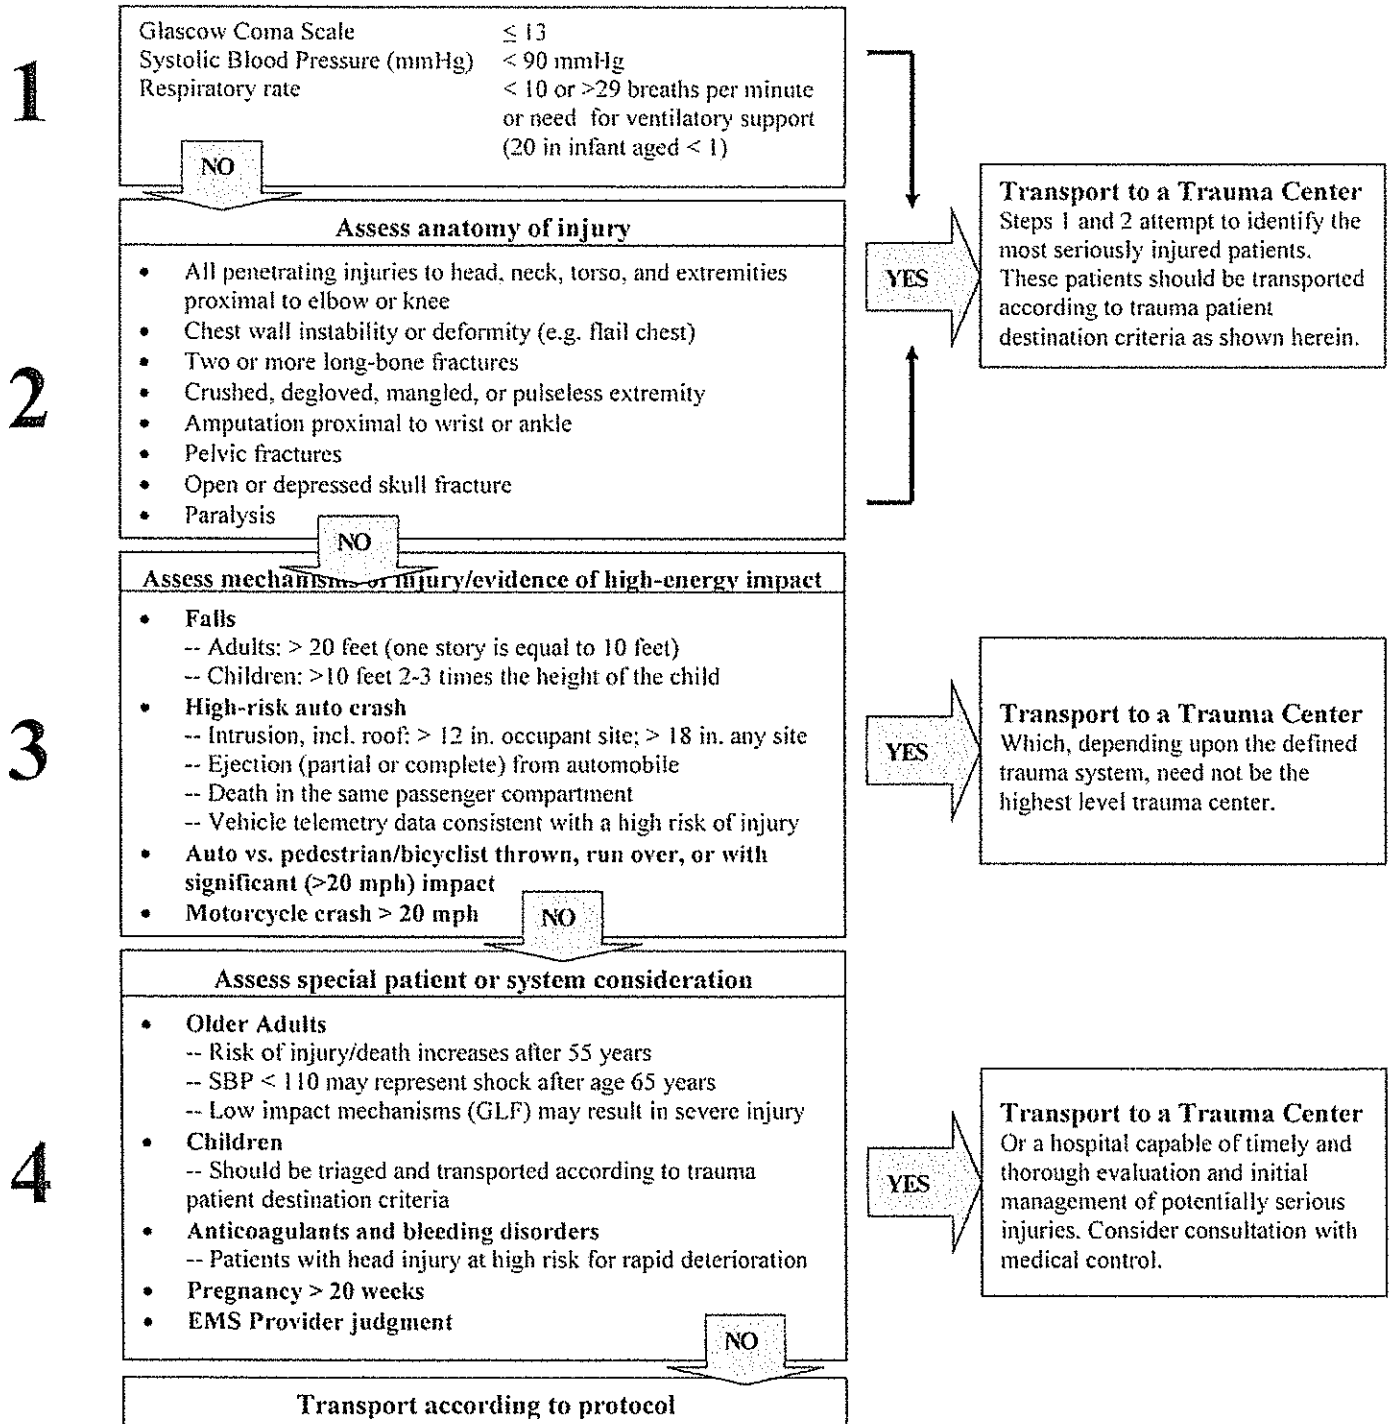 1
Glascow Coma Scale ≤ 13
Systolic Blood Pressure (mmHg) < 90 mmHg
Respiratory rate < 10 or >29 breaths per minute
or need for ventilatory support
(20 in infant aged < 1)
NO
2
Assess anatomy of injury
• All penetrating injuries to head, neck, torso, and extremities
proximal to elbow or knee
• Chest wall instability or deformity (e.g. flail chest)
• Two or more long-bone fractures
• Crushed, degloved, mangled, or pulseless extremity
• Amputation proximal to wrist or ankle
• Pelvic fractures
• Open or depressed skull fracture
• Paralysis
NO
YES
Transport to a Trauma Center
Steps 1 and 2 attempt to identify the
most seriously injured patients.
These patients should be transported
according to trauma patient
destination criteria as shown herein.
3
Assess mechanisms of injury/evidence of high-energy impact
• Falls
-- Adults: > 20 feet (one story is equal to 10 feet)
-- Children: >10 feet 2-3 times the height of the child
• High-risk auto crash
-- Intrusion, incl. roof: > 12 in. occupant site; > 18 in. any site
-- Ejection (partial or complete) from automobile
-- Death in the same passenger compartment
-- Vehicle telemetry data consistent with a high risk of injury
• Auto vs. pedestrian/bicyclist thrown, run over, or with
significant (>20 mph) impact
• Motorcycle crash > 20 mph
NO
YES
Transport to a Trauma Center
Which, depending upon the defined
trauma system, need not be the
highest level trauma center.
4
Assess special patient or system consideration
• Older Adults
-- Risk of injury/death increases after 55 years
-- SBP < 110 may represent shock after age 65 years
-- Low impact mechanisms (GLF) may result in severe injury
• Children
-- Should be triaged and transported according to trauma
patient destination criteria
• Anticoagulants and bleeding disorders
-- Patients with head injury at high risk for rapid deterioration
• Pregnancy > 20 weeks
• EMS Provider judgment
NO
YES
Transport to a Trauma Center
Or a hospital capable of timely and
thorough evaluation and initial
management of potentially serious
injuries. Consider consultation with
medical control.
Transport according to protocol